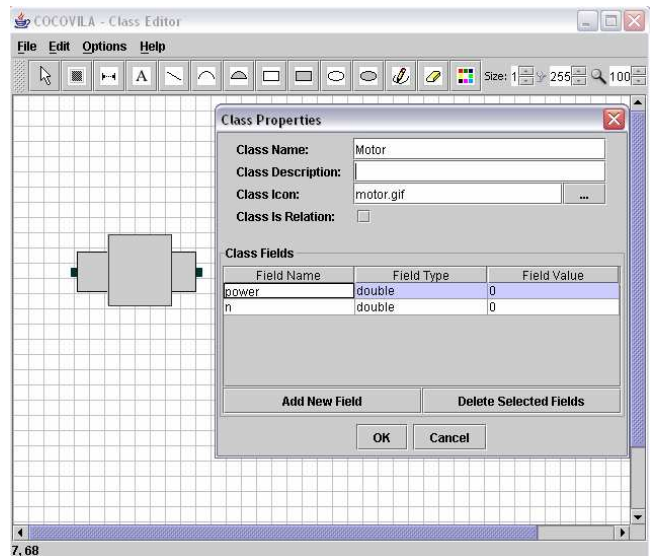 COCOVILA - Class Editor
File Edit Options Help
A Size: 1 255 100
Class Properties
Class Name: Motor
Class Description:
Class Icon: motor.gif ...
Class Is Relation:
Class Fields
Field Name Field Type Field Value
power double 0
n double 0
Add New Field Delete Selected Fields
OK Cancel
7, 68